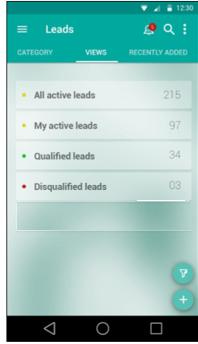 12:30
Leads
CATEGORY VIEWS RECENTLY ADDED
All active leads 215
My active leads 97
Qualified leads 34
Disqualified leads 03